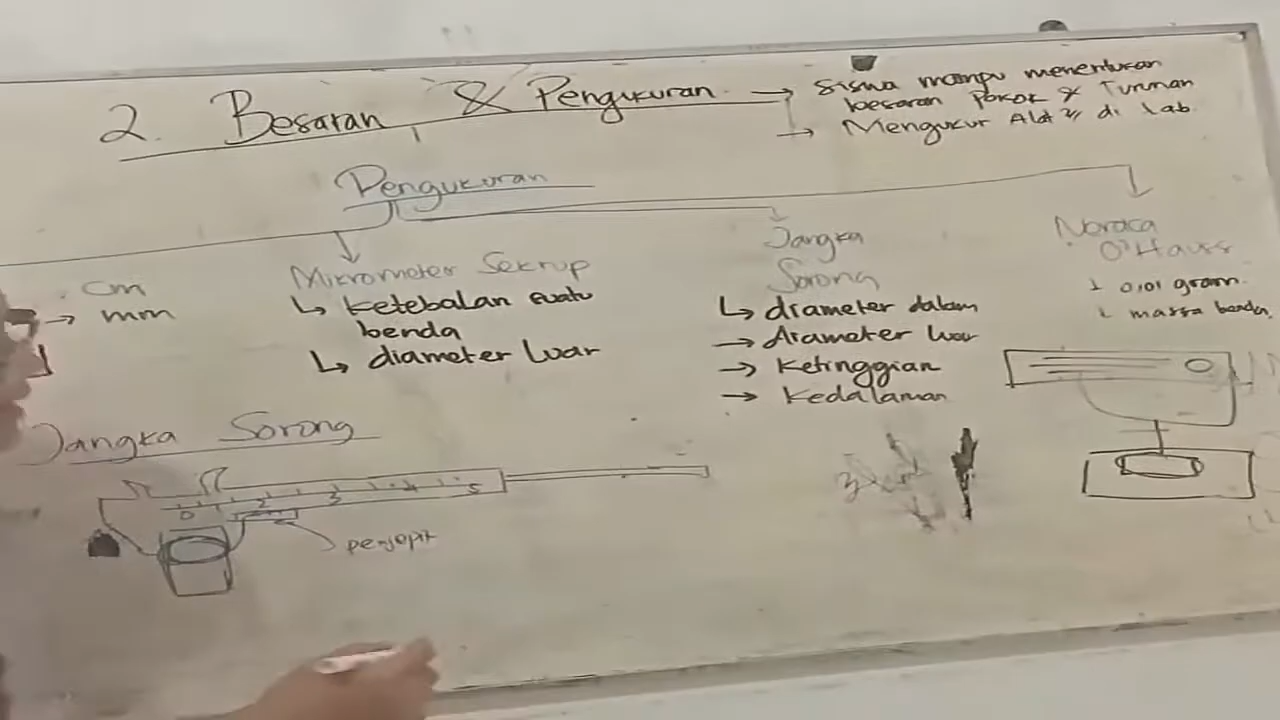 2. Besaran & Pengukuran → Siswa mampu menentukan
besaran Pokok & Turunan
→ Mengukur Alat di Lab.
Pengukuran
cm
→ mm
Mikrometer Sekrup
↳ Ketebalan suatu
benda
↳ diameter luar
Jangka
Sorong
↳ diameter dalam
→ diameter luar
→ Ketinggian
→ Kedalaman
Neraca
O'Hauss
0,01 gram.
massa benda
Jangka Sorong
0 2 3 4 5
penjepit